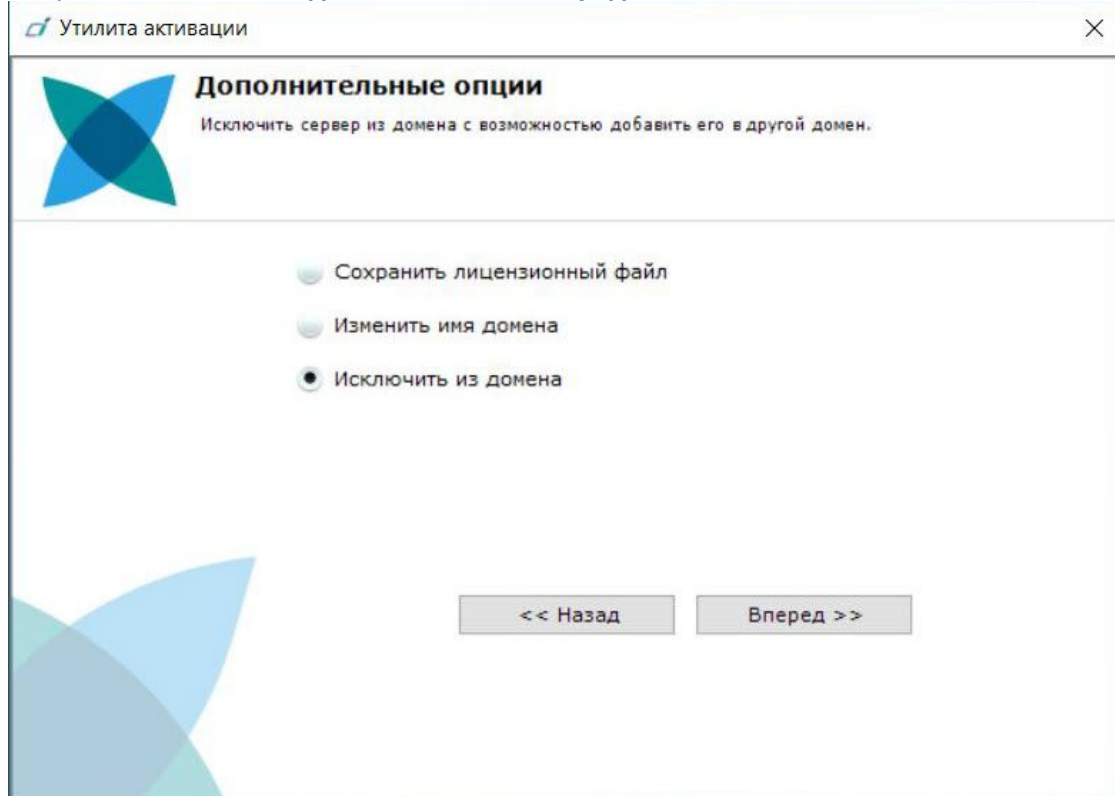 Утилита активации
Дополнительные опции
Исключить сервер из домена с возможностью добавить его в другой домен.
Сохранить лицензионный файл
Изменить имя домена
Исключить из домена
<< Назад
Вперед >>